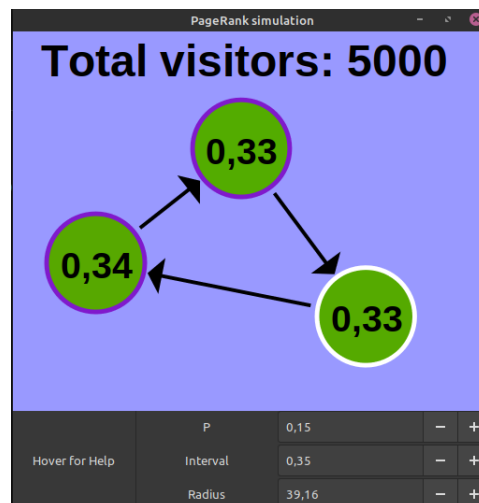 PageRank simulation
Total visitors: 5000
0,33
0,34
0,33
P 0,15 − +
Hover for Help Interval 0,35 − +
Radius 39,16 − +